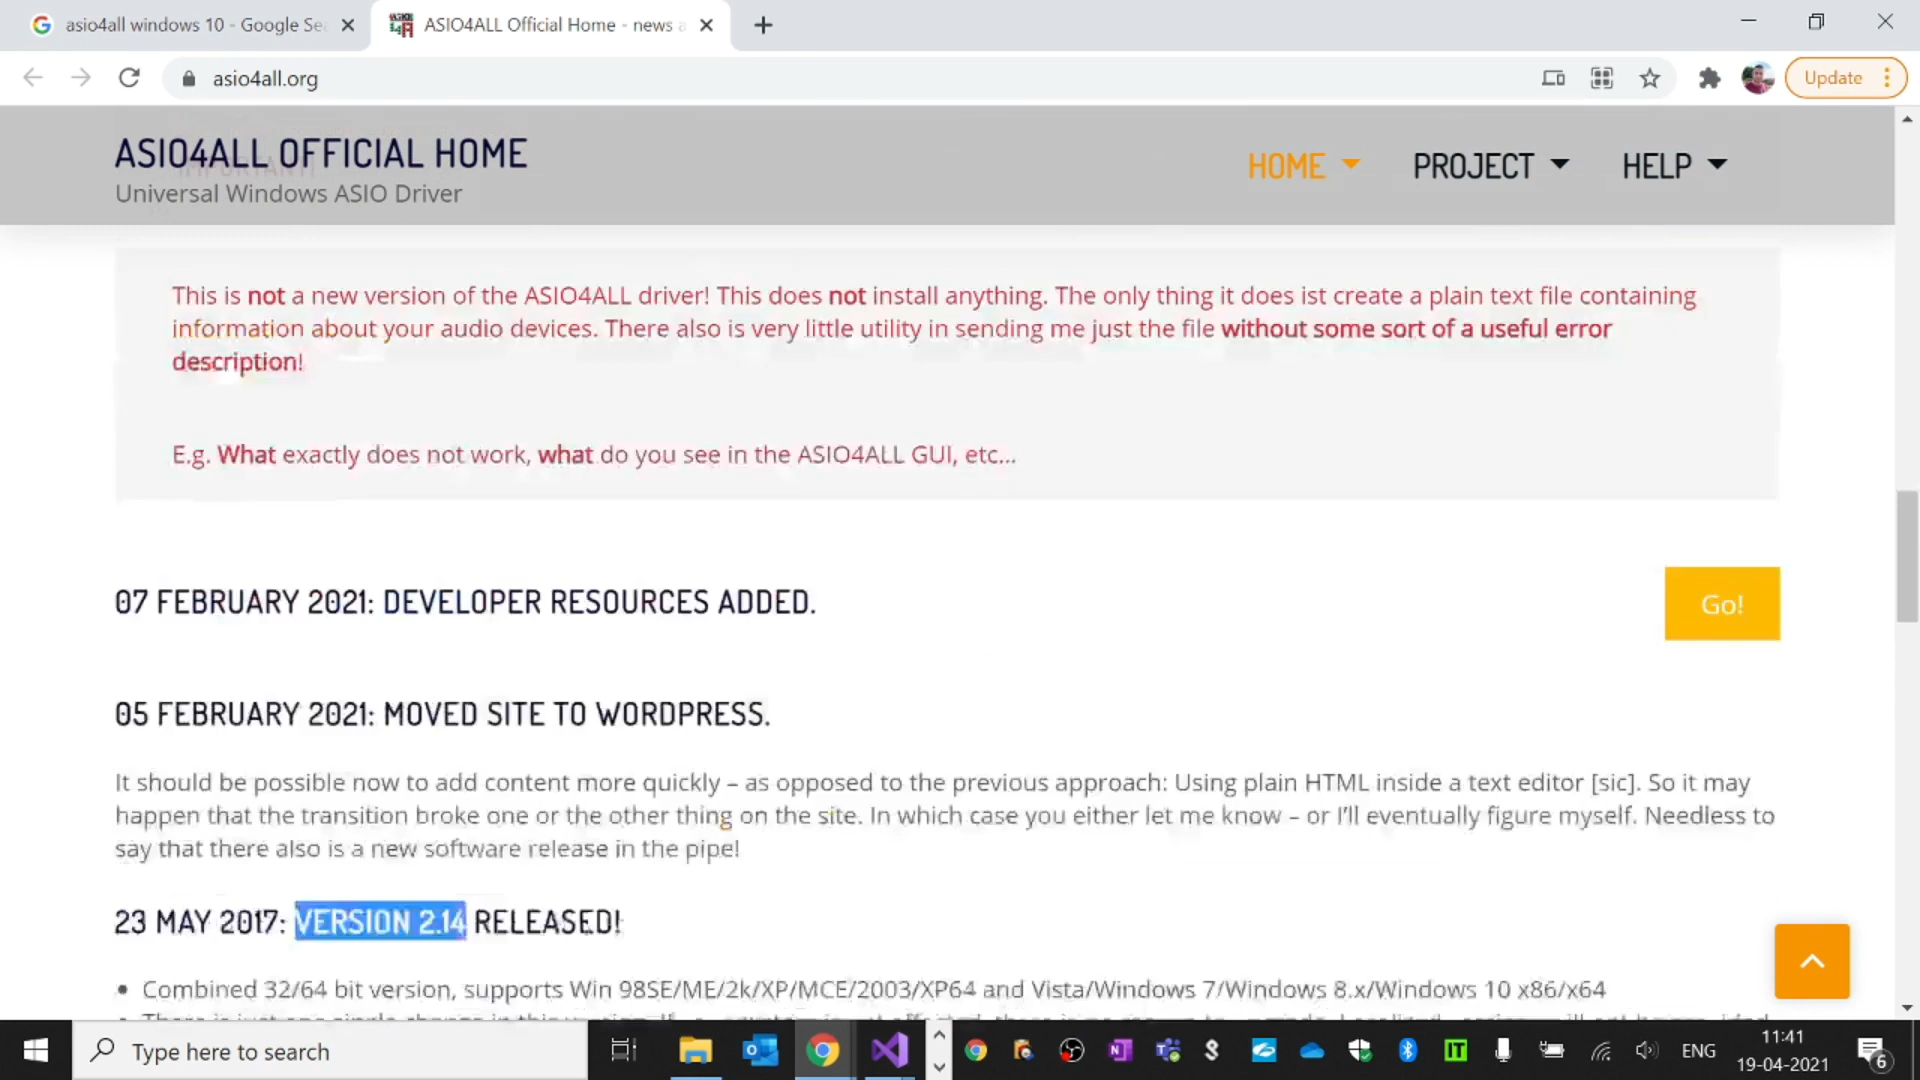 asio4all windows 10 - Google Se
ASIO4ALL Official Home - news a
asio4all.org
Update
ASIO4ALL OFFICIAL HOME
IMPORTANT!
Universal Windows ASIO Driver
HOME
PROJECT
HELP
This is not a new version of the ASIO4ALL driver! This does not install anything. The only thing it does ist create a plain text file containing
information about your audio devices. There also is very little utility in sending me just the file without some sort of a useful error
description!
E.g. What exactly does not work, what do you see in the ASIO4ALL GUI, etc...
07 FEBRUARY 2021: DEVELOPER RESOURCES ADDED.
Go!
05 FEBRUARY 2021: MOVED SITE TO WORDPRESS.
It should be possible now to add content more quickly – as opposed to the previous approach: Using plain HTML inside a text editor [sic]. So it may
happen that the transition broke one or the other thing on the site. In which case you either let me know – or I'll eventually figure myself. Needless to
say that there also is a new software release in the pipe!
23 MAY 2017: VERSION 2.14 RELEASED!
• Combined 32/64 bit version, supports Win 98SE/ME/2k/XP/MCE/2003/XP64 and Vista/Windows 7/Windows 8.x/Windows 10 x86/x64
Type here to search
ENG
11:41
19-04-2021
6